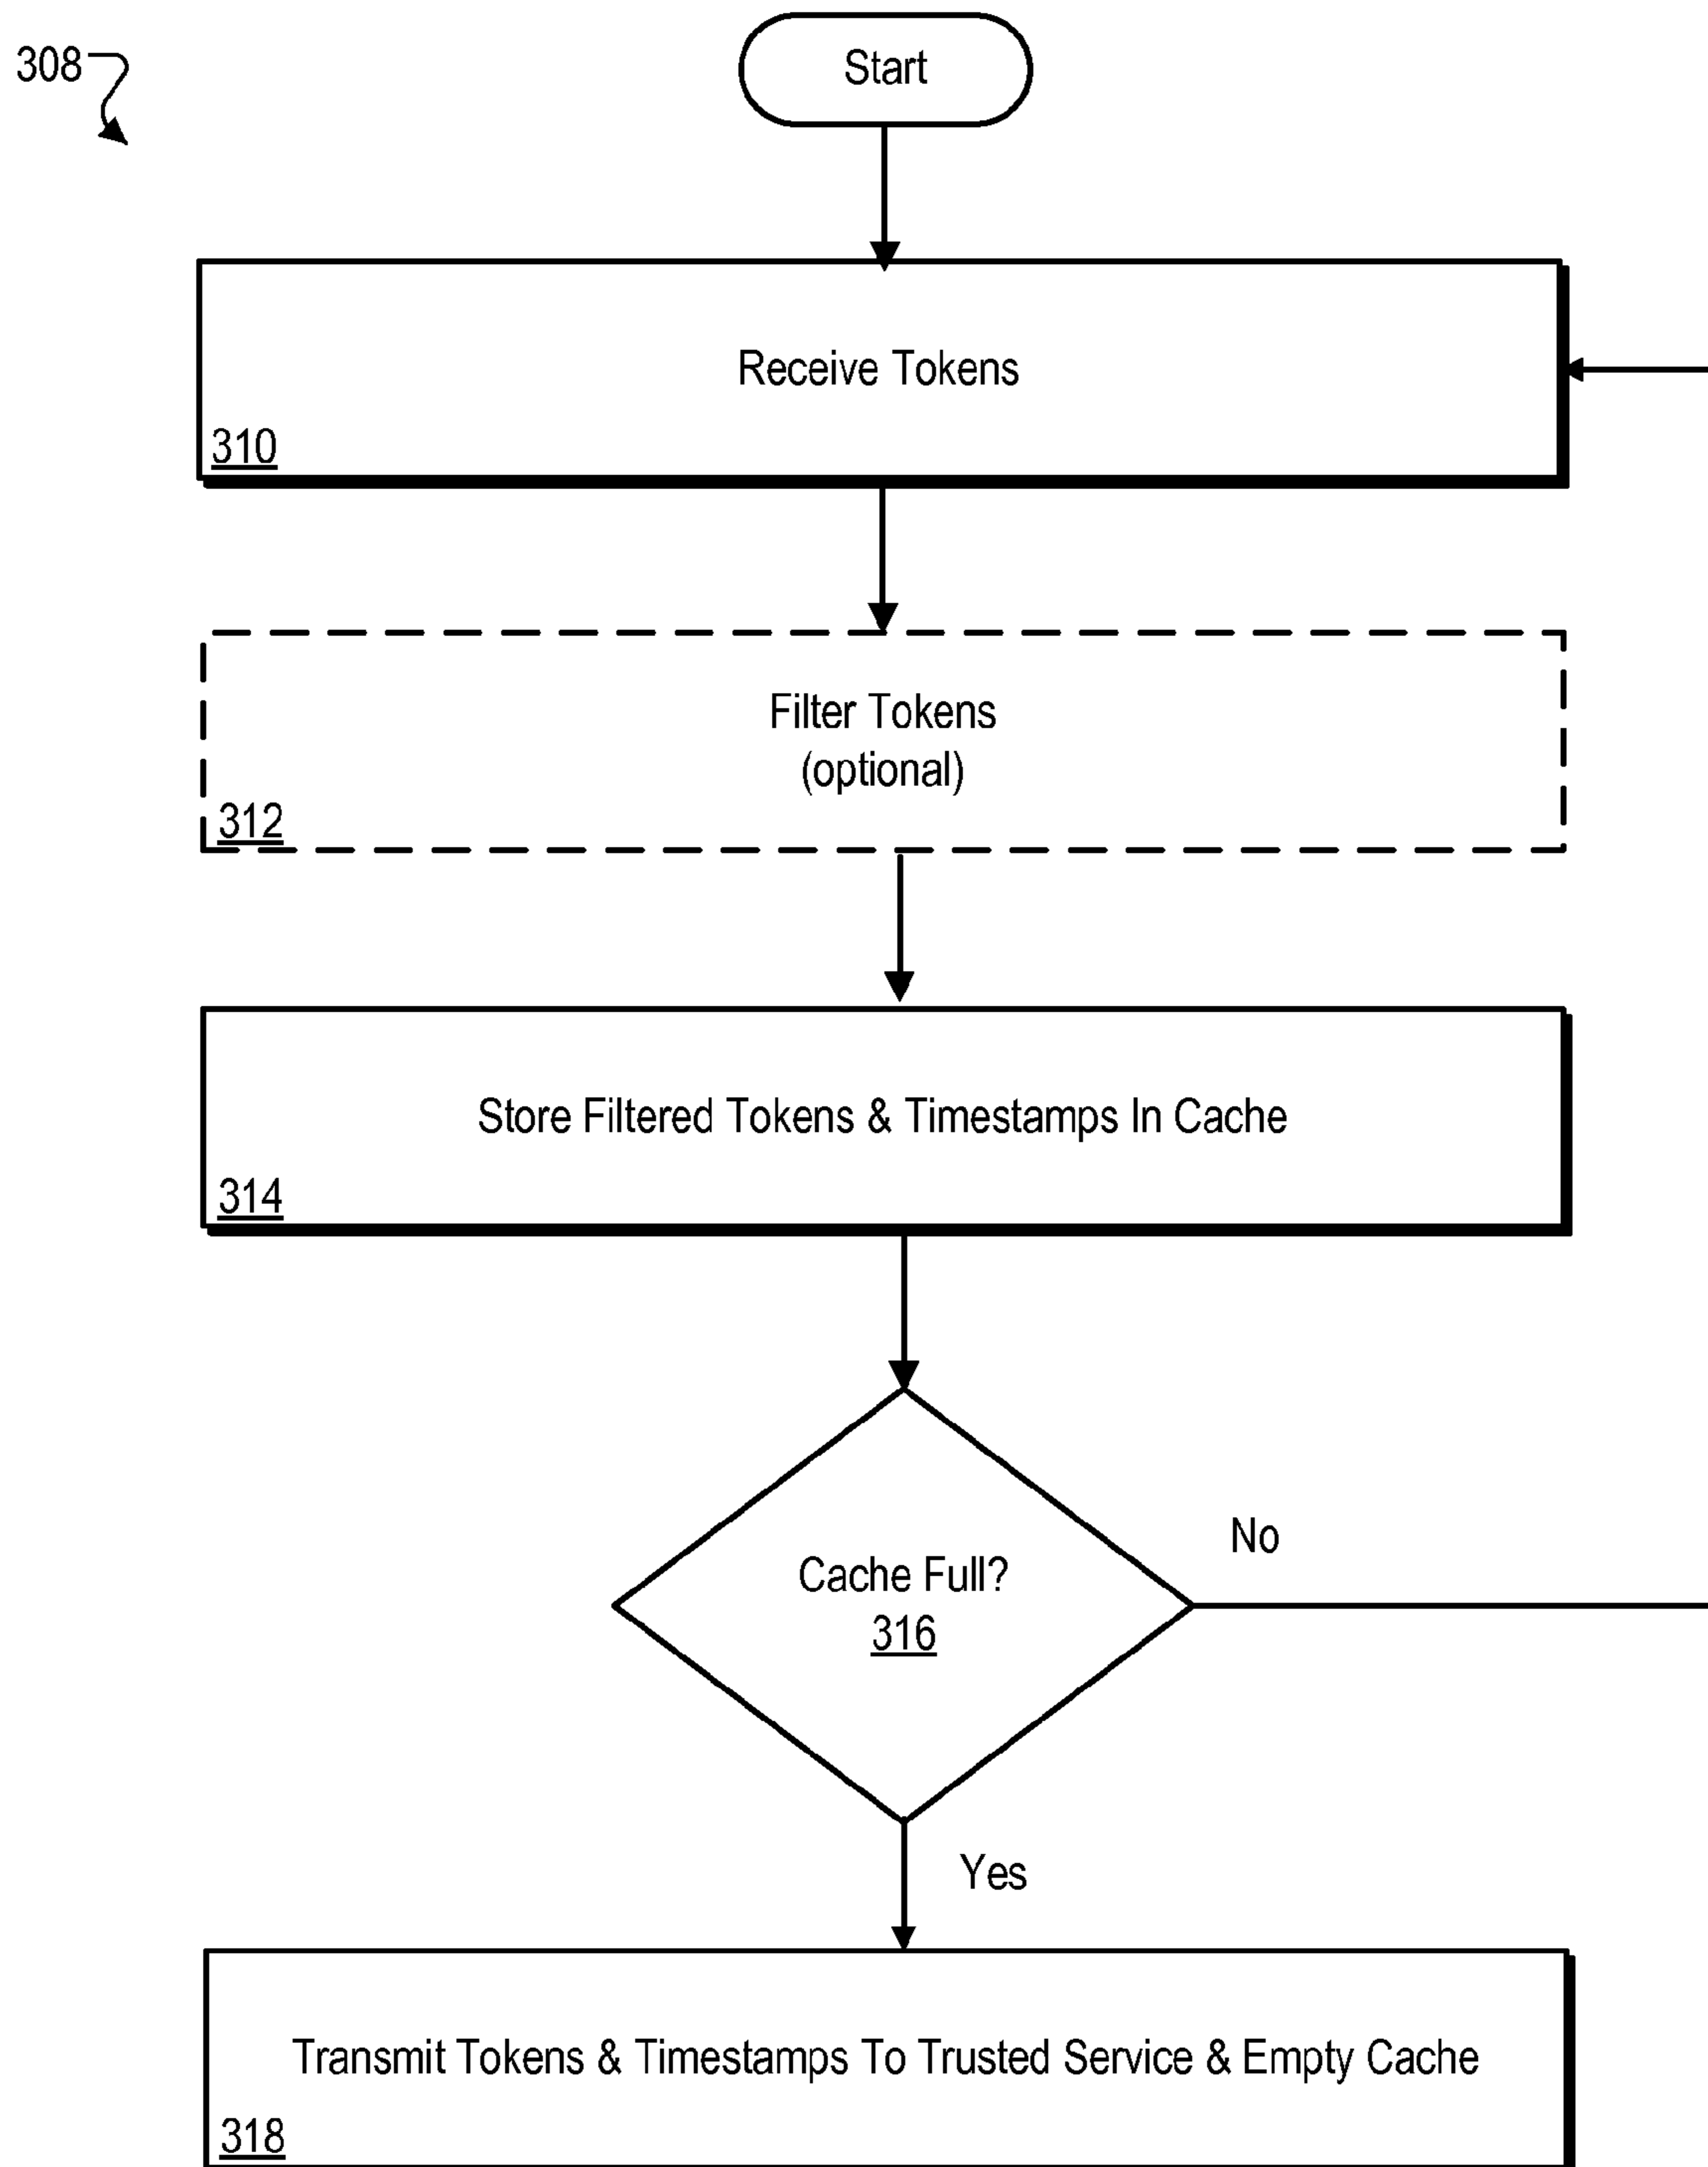 308
Start
Receive Tokens
310
Filter Tokens
(optional)
312
Store Filtered Tokens & Timestamps In Cache
314
Cache Full?
316
No
Yes
Transmit Tokens & Timestamps To Trusted Service & Empty Cache
318